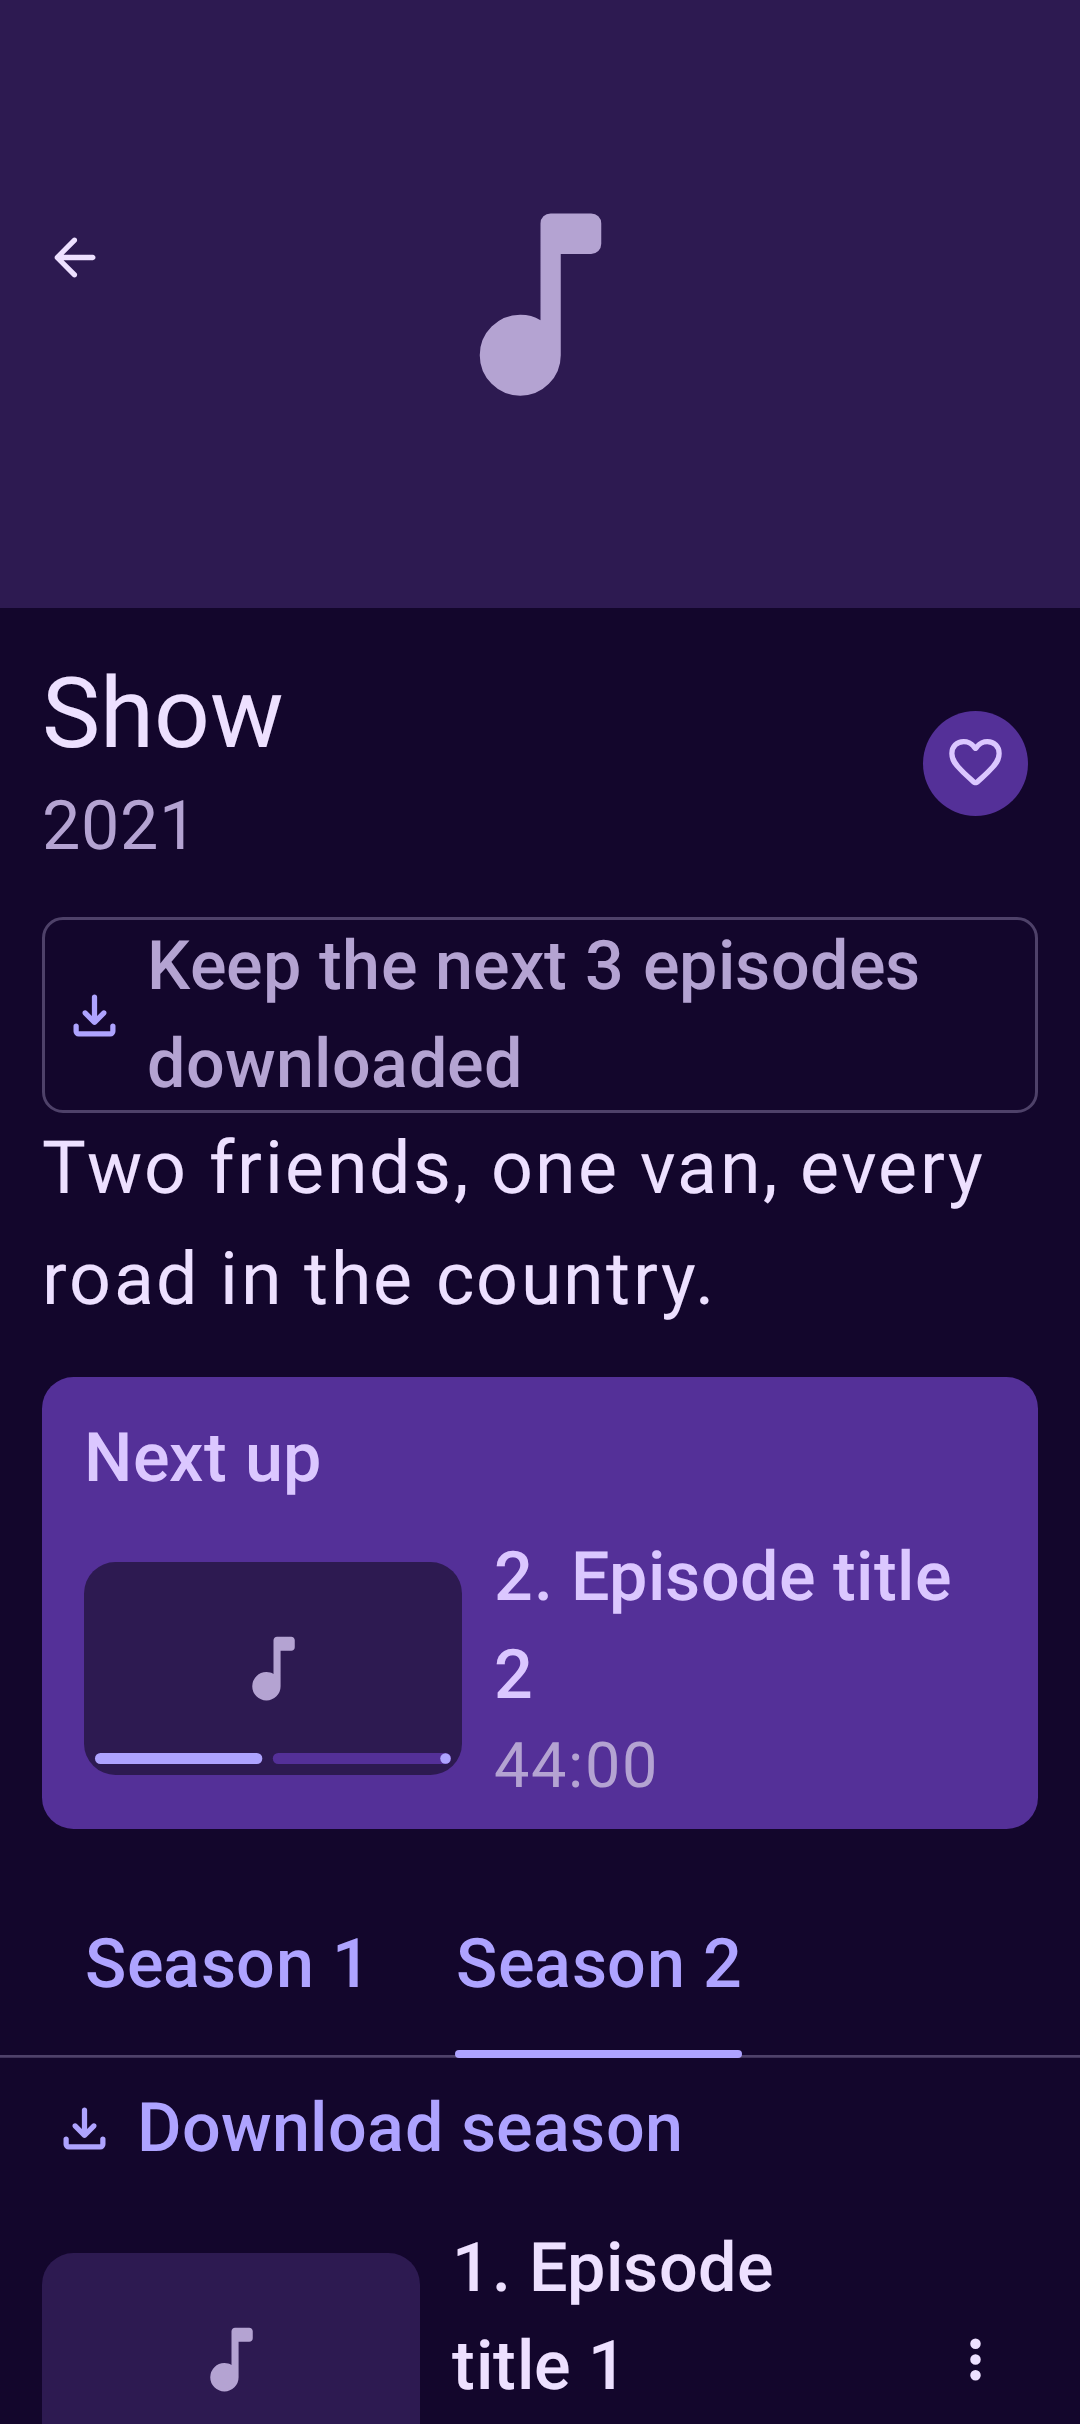 Show
2021
Keep the next 3 episodes
downloaded
Two friends, one van, every
road in the country.
Next up
2. Episode title
2
44:00
Season 1
Season 2
Download season
1. Episode
title 1